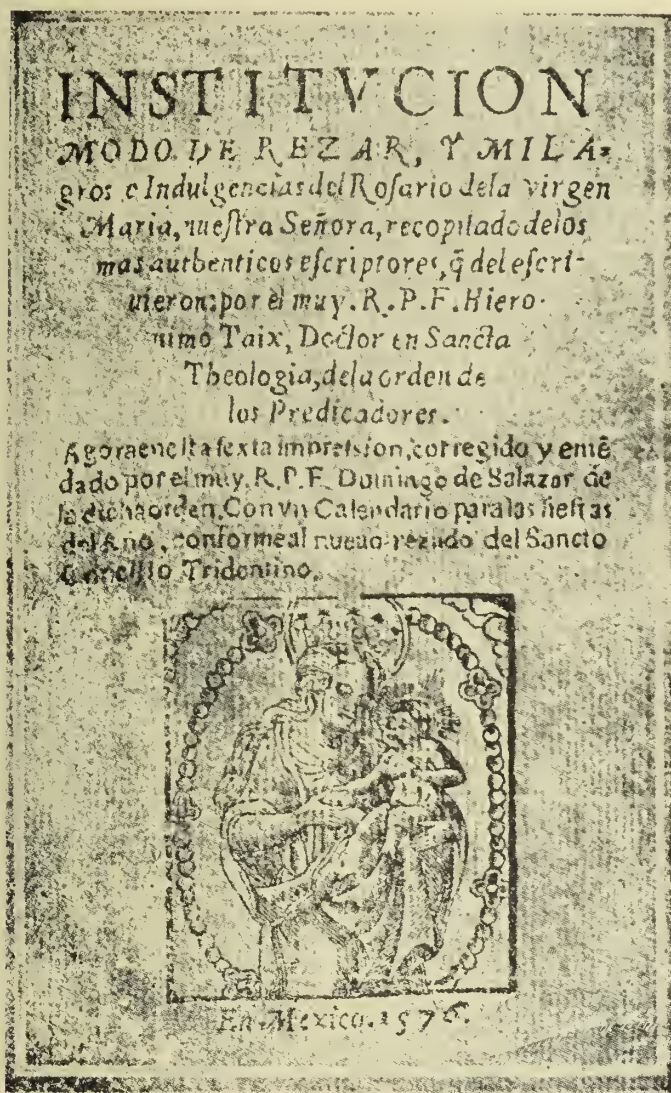 INSTITVCION
MODO DE REZAR, Y MILA-
gros e Indulgencias del Roſario dela virgen
Maria, nueſtra Señora, recopilado delos
mas authenticos eſcriptores, q̃ del eſcri-
uieron: por el muy. R. P. F. Hiero-
nimo Taix, Doctor en Sancta
Theologia, dela orden de
los Predicadores.
Agora en eſta ſexta impreſsion, corregido y emẽ
dado por el muy. R. P. F. Domingo de Salazar de
la dicha orden. Con vn Calendario para las fieſtas
del Año, conforme al nueuo rezado del Sancto
Concilio Tridentino.
En Mexico. 1576.